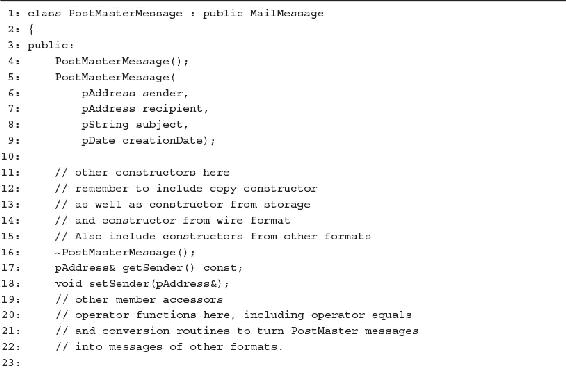 1: class PostMasterMessage : public MailMessage
2: {
3: public:
4:     PostMasterMessage();
5:     PostMasterMessage(
6:         pAddress sender,
7:         pAddress recipient,
8:         pString subject,
9:         pDate creationDate);
10:
11:     // other constructors here
12:     // remember to include copy constructor
13:     // as well as constructor from storage
14:     // and constructor from wire format
15:     // Also include constructors from other formats
16:     ~PostMasterMessage();
17:     pAddress& getSender() const;
18:     void setSender(pAddress&);
19:     // other member accessors
20:     // operator functions here, including operator equals
21:     // and conversion routines to turn PostMaster messages
22:     // into messages of other formats.
23: